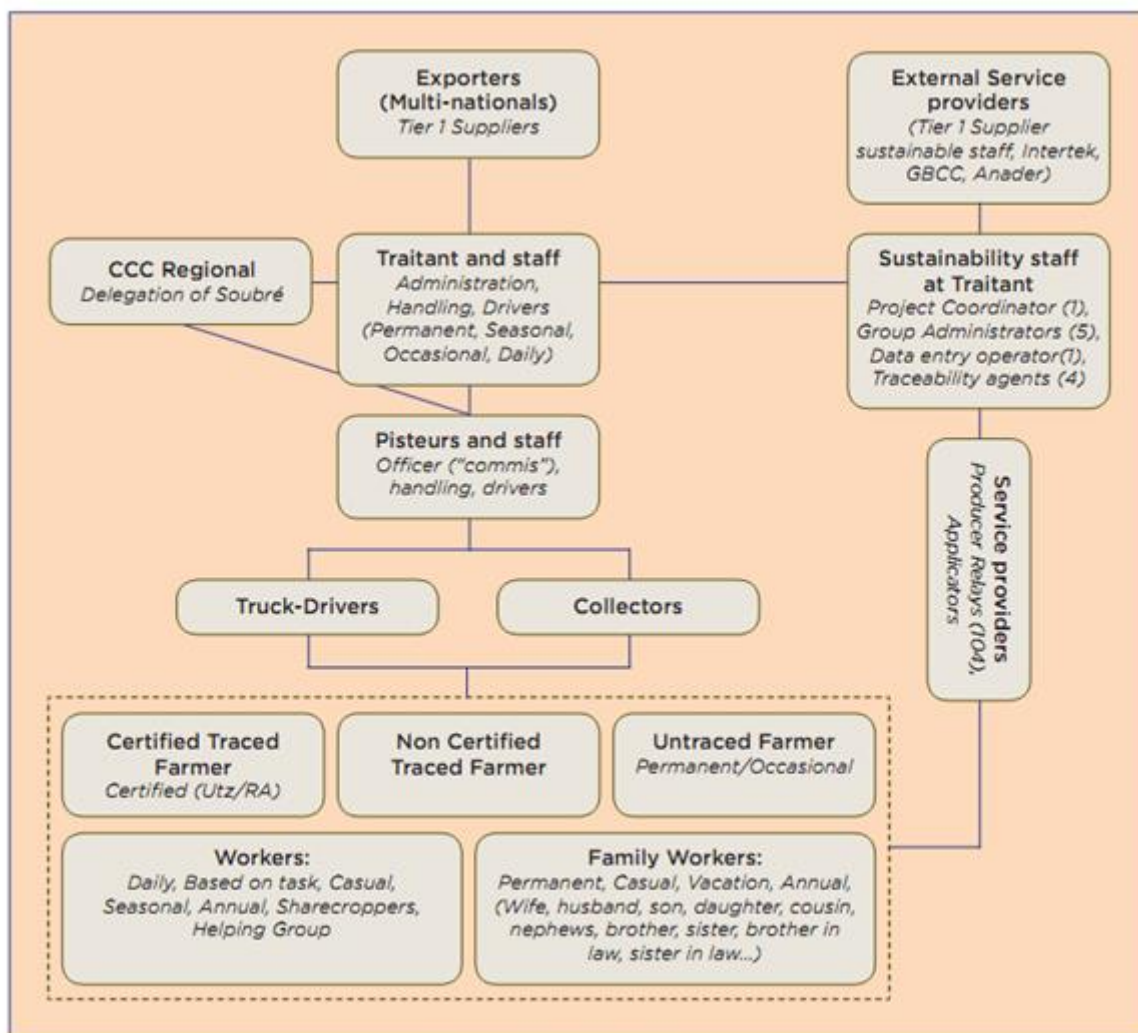 Exporters
(Multi-nationals)
Tier 1 Suppliers
External Service
providers
(Tier 1 Supplier
sustainable staff, Intertek,
GBCC, Anader)
CCC Regional
Delegation of Soubré
Traitant and staff
Administration,
Handling, Drivers
(Permanent, Seasonal,
Occasional, Daily)
Sustainability staff
at Traitant
Project Coordinator (1),
Group Administrators (5),
Data entry operator(1),
Traceability agents (4)
Pisteurs and staff
Officer ("commis"),
handling, drivers
Service providers
Producer Relays (104),
Applicators
Truck-Drivers
Collectors
Certified Traced
Farmer
Certified (Utz/RA)
Non Certified
Traced Farmer
Untraced Farmer
Permanent/Occasional
Workers:
Daily, Based on task, Casual,
Seasonal, Annual, Sharecroppers,
Helping Group
Family Workers:
Permanent, Casual, Vacation, Annual,
(Wife, husband, son, daughter, cousin,
nephews, brother, sister, brother in
law, sister in law...)